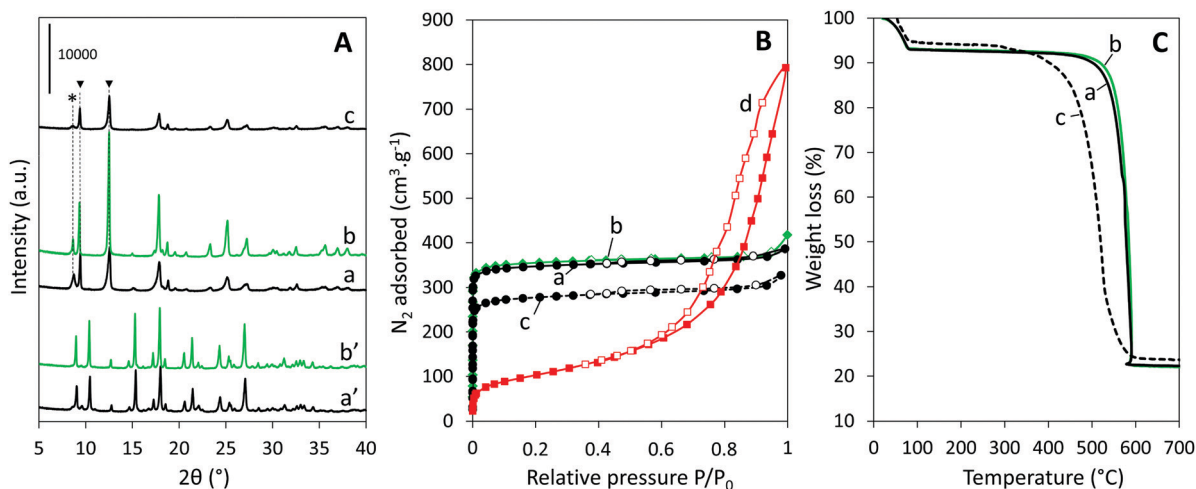 A
10000
*
c
b
a
b’
a’
Intensity (a.u.)
5 10 15 20 25 30 35 40
2θ (°)
B
900
800
700
600
500
400
300
200
100
0
d
b
a
c
N2 adsorbed (cm³·g⁻¹)
0 0.2 0.4 0.6 0.8 1
Relative pressure P/P0
C
100
90
80
70
60
50
40
30
20
10
b
a
c
Weight loss (%)
0 100 200 300 400 500 600 700
Temperature (°C)